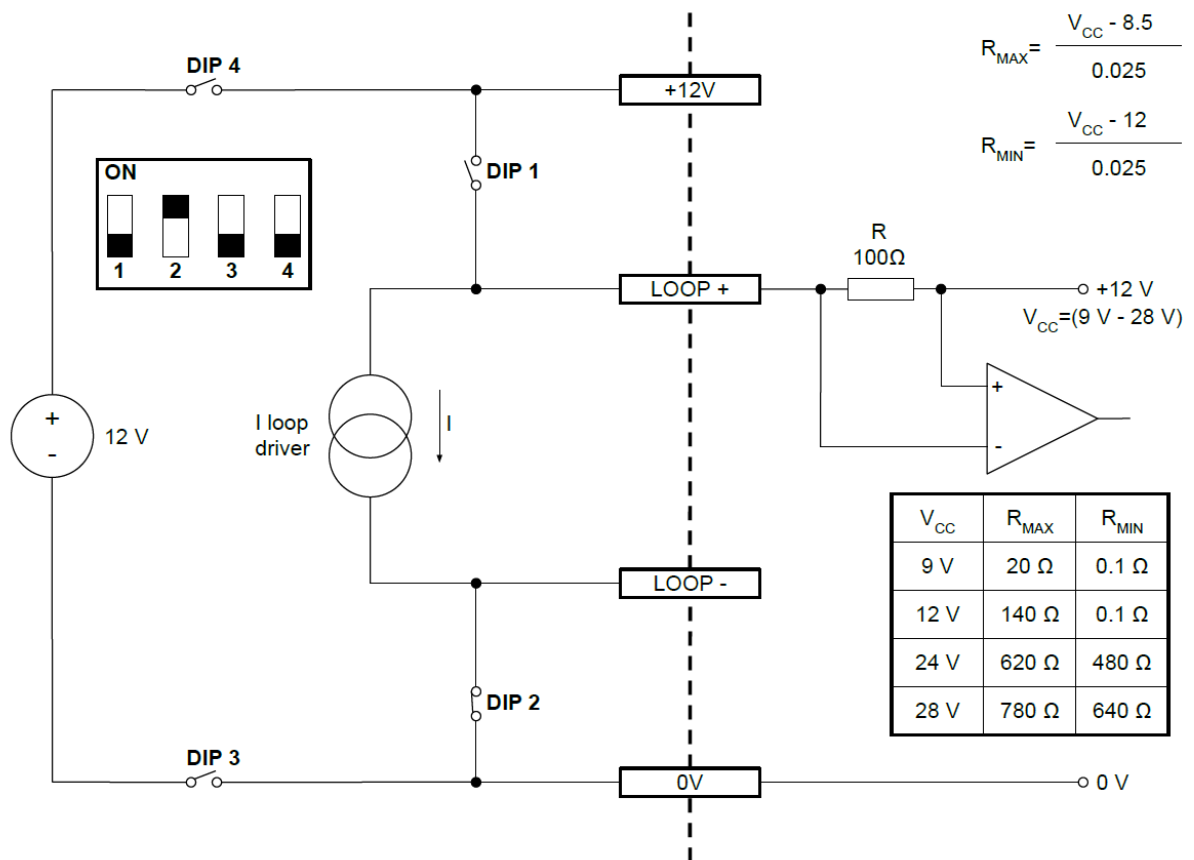 DIP 4
+12V
R_MAX= V_CC - 8.5
0.025
R_MIN= V_CC - 12
0.025
ON
1 2 3 4
DIP 1
R
100Ω
LOOP +
+12 V
V_CC=(9 V - 28 V)
+
-
12 V
I loop
driver
I
+
-
V_CC R_MAX R_MIN
9 V 20 Ω 0.1 Ω
12 V 140 Ω 0.1 Ω
24 V 620 Ω 480 Ω
28 V 780 Ω 640 Ω
LOOP -
DIP 2
DIP 3
0V
0 V